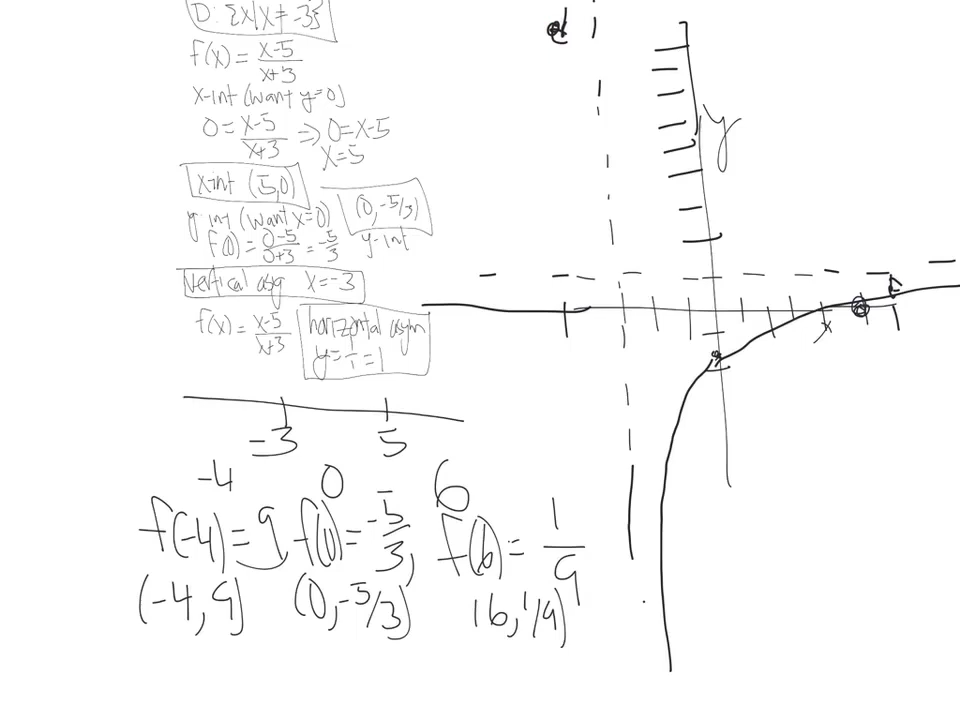 D: {x|x ≠ -3}
f(x) = x-5/x+3
x-int (want y=0)
0 = x-5/x+3 ⇒ 0=x-5
x=5
x-int (5,0)
y-int (want x=0)
(0,-5/3)
y-int
f(0) = 0-5/0+3 = -5/3
vertical asy x=-3
f(x) = x-5/x+3
horizontal asym
y=1/1=1
-3 5
-4 0 6
f(-4)=9, f(0)=-5/3, f(6)=1/9
(-4,9) (0,-5/3) (6,1/9)
y
x